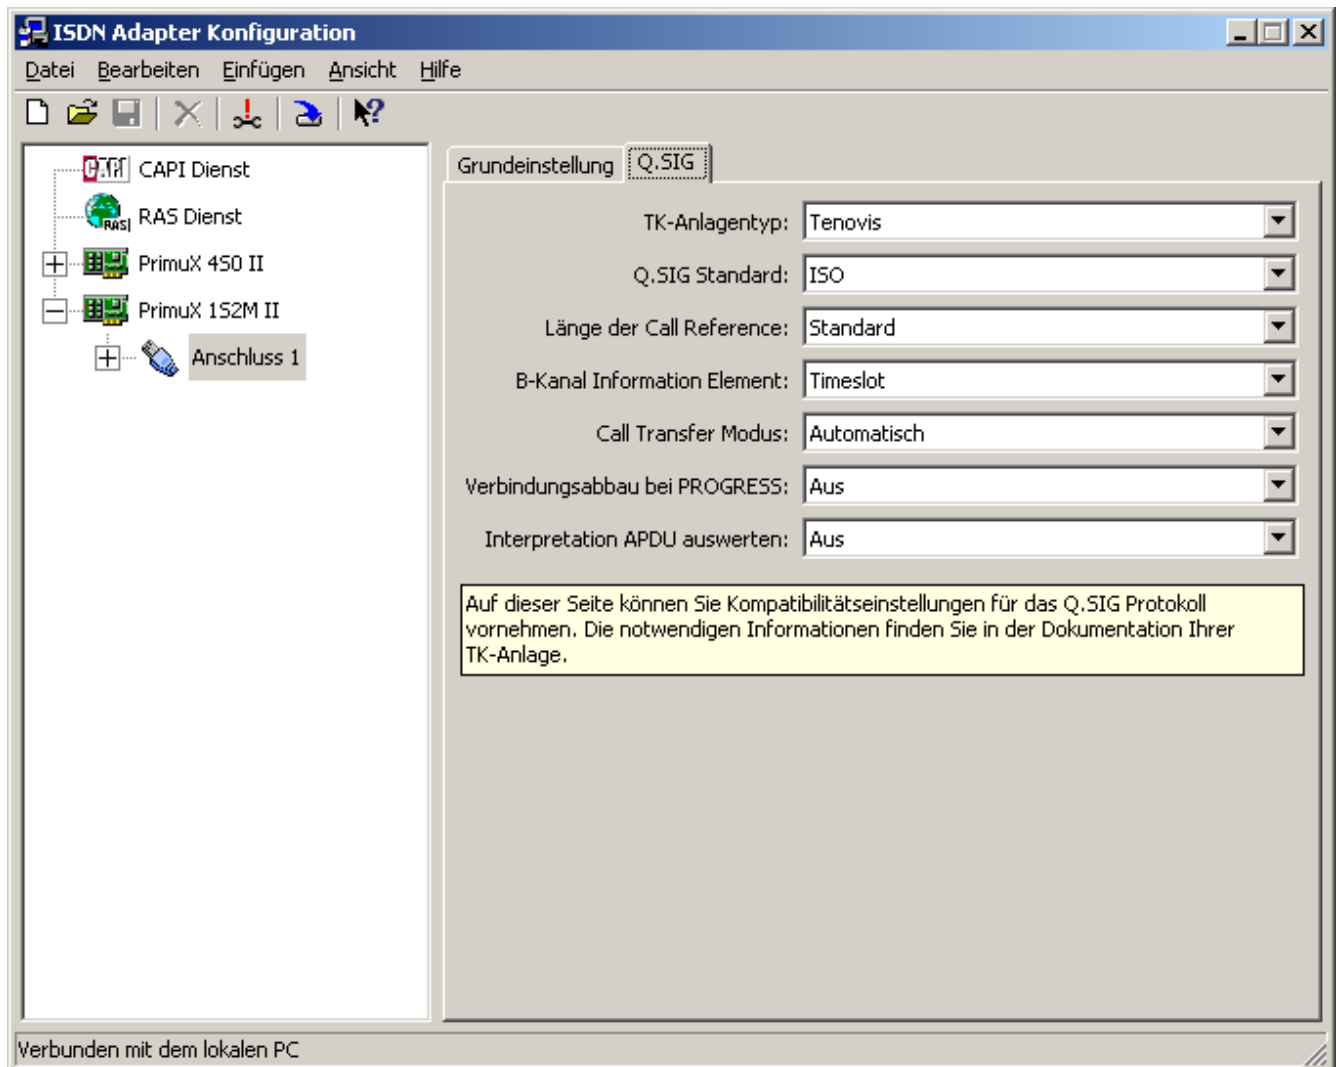 ISDN Adapter Konfiguration
Datei Bearbeiten Einfügen Ansicht Hilfe
CAPI Dienst
RAS RAS Dienst
PrimuX 4S0 II
PrimuX 1S2M II
Anschluss 1
Grundeinstellung Q.SIG
TK-Anlagentyp: Tenovis
Q.SIG Standard: ISO
Länge der Call Reference: Standard
B-Kanal Information Element: Timeslot
Call Transfer Modus: Automatisch
Verbindungsabbau bei PROGRESS: Aus
Interpretation APDU auswerten: Aus
Auf dieser Seite können Sie Kompatibilitätseinstellungen für das Q.SIG Protokoll
vornehmen. Die notwendigen Informationen finden Sie in der Dokumentation Ihrer
TK-Anlage.
Verbunden mit dem lokalen PC